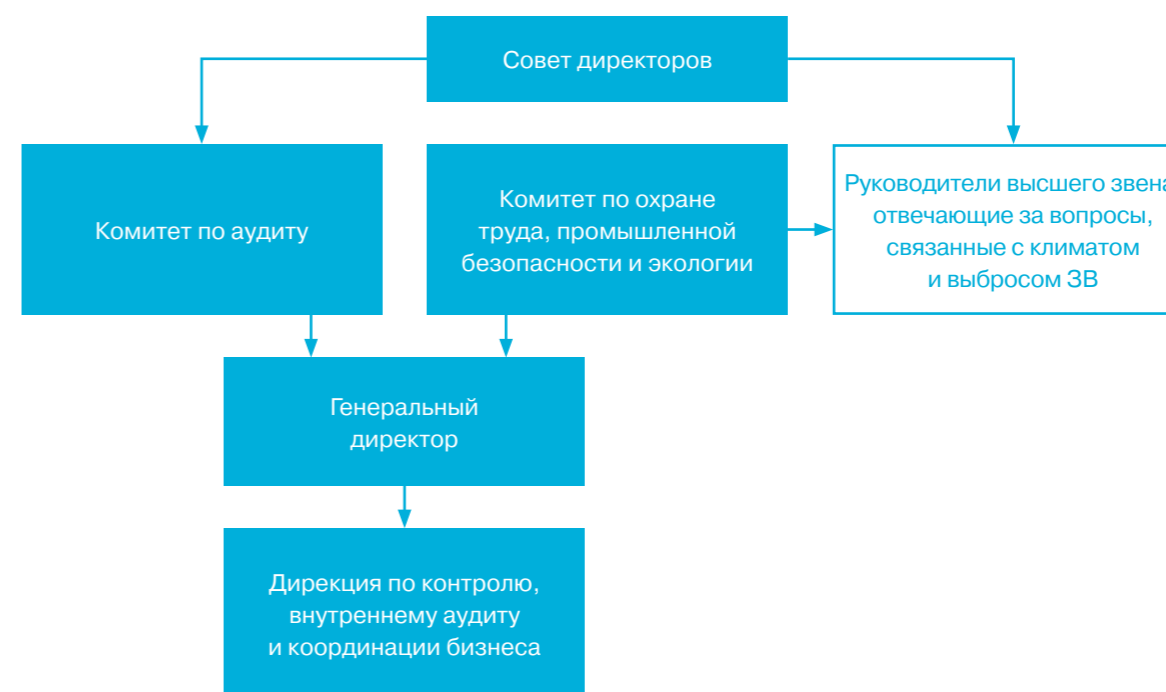 Совет директоров
Комитет по аудиту
Комитет по охране
труда, промышленной
безопасности и экологии
Руководители высшего звена
отвечающие за вопросы,
связанные с климатом
и выбросом ЗВ
Генеральный
директор
Дирекция по контролю,
внутреннему аудиту
и координации бизнеса